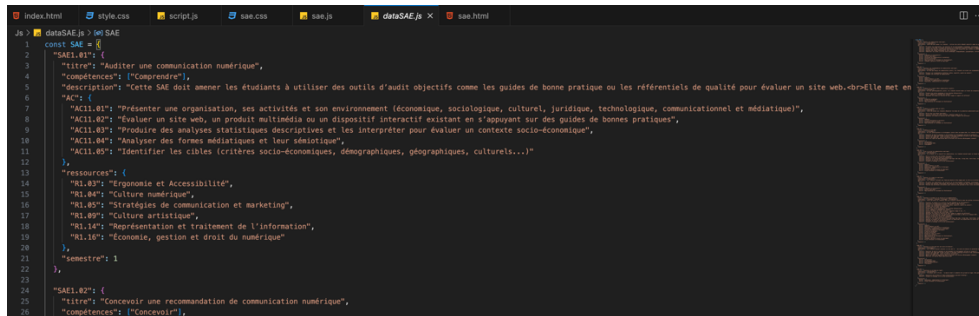 index.html style.css script.js sae.css sae.js dataSAE.js sae.html
Js > dataSAE.js > SAE
1 const SAE = {
2 "SAE1.01": {
3 "titre": "Auditer une communication numérique",
4 "compétences": ["Comprendre"],
5 "description": "Cette SAE doit amener les étudiants à utiliser des outils d'audit objectifs comme les guides de bonne pratique ou les référentiels de qualité pour évaluer un site web.<br>Elle met en
6 "AC": {
7 "AC11.01": "Présenter une organisation, ses activités et son environnement (économique, sociologique, culturel, juridique, technologique, communicationnel et médiatique)",
8 "AC11.02": "Évaluer un site web, un produit multimédia ou un dispositif interactif existant en s'appuyant sur des guides de bonnes pratiques",
9 "AC11.03": "Produire des analyses statistiques descriptives et les interpréter pour évaluer un contexte socio-économique",
10 "AC11.04": "Analyser des formes médiatiques et leur sémiotique",
11 "AC11.05": "Identifier les cibles (critères socio-économiques, démographiques, géographiques, culturels...)"
12 },
13 "ressources": {
14 "R1.03": "Ergonomie et Accessibilité",
15 "R1.04": "Culture numérique",
16 "R1.05": "Stratégies de communication et marketing",
17 "R1.09": "Culture artistique",
18 "R1.14": "Représentation et traitement de l'information",
19 "R1.16": "Économie, gestion et droit du numérique"
20 },
21 "semestre": 1
22 },
23
24 "SAE1.02": {
25 "titre": "Concevoir une recommandation de communication numérique",
26 "compétences": ["Concevoir"],